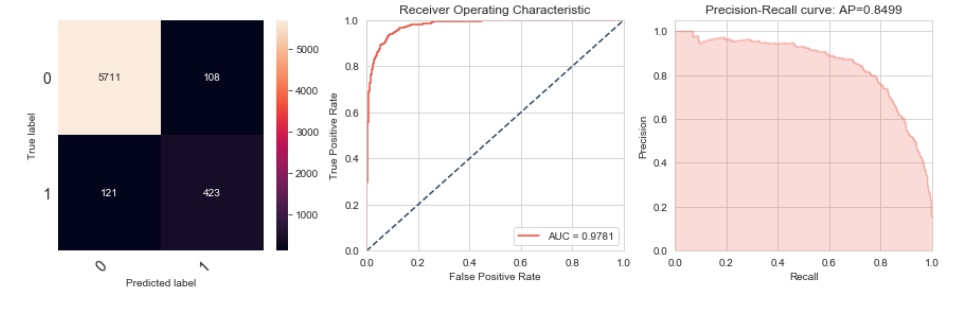 0
1
True label
5711
108
121
423
0
1
Predicted label
5000
4000
3000
2000
1000
Receiver Operating Characteristic
True Positive Rate
1.0
0.8
0.6
0.4
0.2
0.0
AUC = 0.9781
0.0 0.2 0.4 0.6 0.8 1.0
False Positive Rate
Precision-Recall curve: AP=0.8499
Precision
1.0
0.8
0.6
0.4
0.2
0.0
0.0 0.2 0.4 0.6 0.8 1.0
Recall